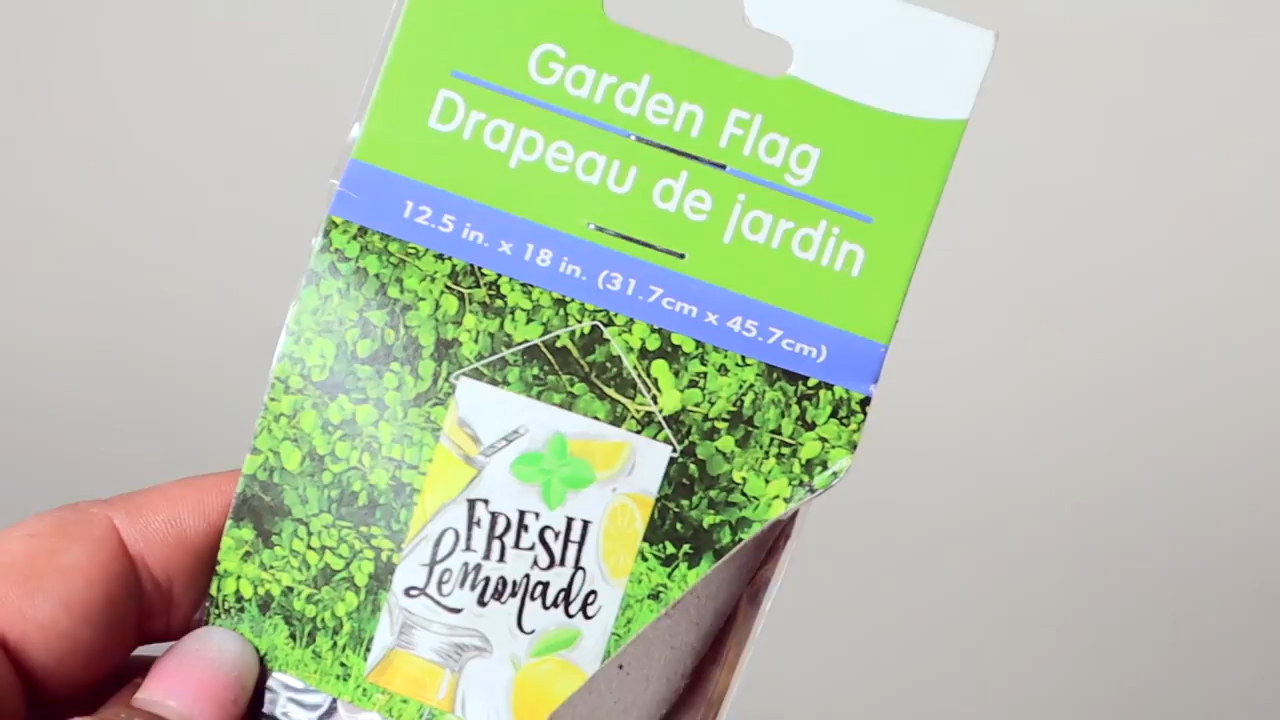 Garden Flag
Drapeau de jardin
12.5 in. x 18 in. (31.7cm x 45.7cm)
FRESH
Lemonade